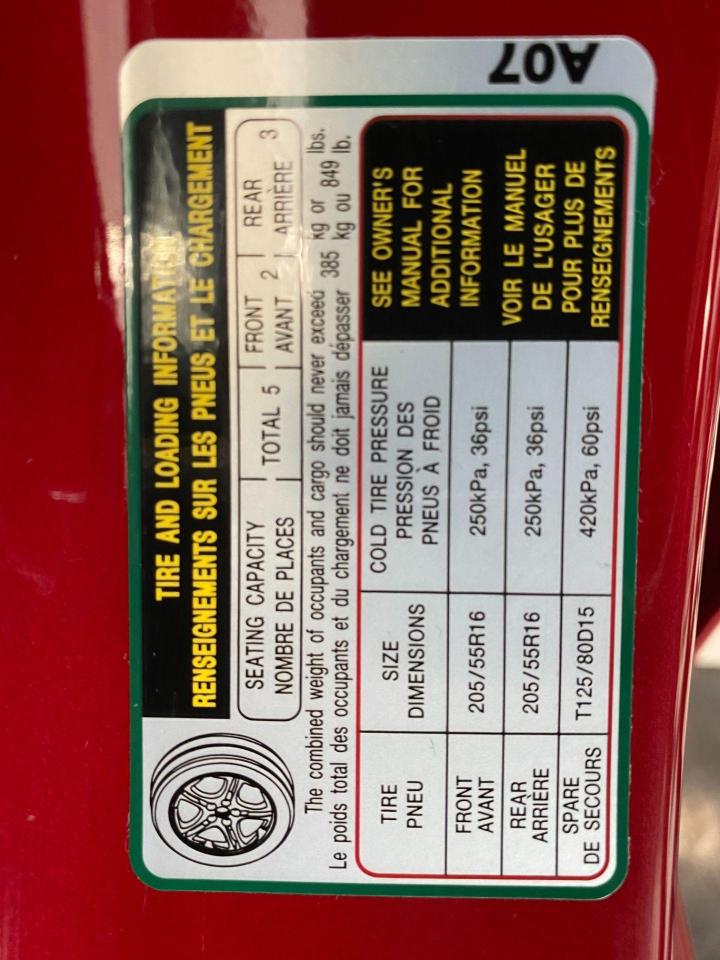 A07
TIRE AND LOADING INFORMATION
RENSEIGNEMENTS SUR LES PNEUS ET LE CHARGEMENT
SEATING CAPACITY TOTAL 5 FRONT 2 REAR 3
NOMBRE DE PLACES AVANT ARRIÈRE
The combined weight of occupants and cargo should never exceed 385 kg or 849 lbs.
Le poids total des occupants et du chargement ne doit jamais dépasser kg ou lb.
TIRE SIZE COLD TIRE PRESSURE
PNEU DIMENSIONS PRESSION DES
PNEUS À FROID
FRONT 205/55R16 250kPa, 36psi
AVANT
REAR 205/55R16 250kPa, 36psi
ARRIÈRE
SPARE T125/80D15 420kPa, 60psi
DE SECOURS
SEE OWNER'S
MANUAL FOR
ADDITIONAL
INFORMATION
VOIR LE MANUEL
DE L'USAGER
POUR PLUS DE
RENSEIGNEMENTS